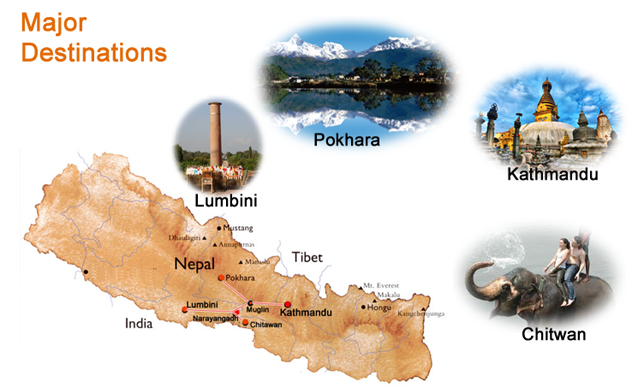 Major
Destinations
Pokhara
Kathmandu
Lumbini
Mustang
Dhaulagiri
Annapurnas
Tibet
Manaslu
Nepal
Pokhara
Mt. Everest
Makalu
Lumbini
Muglin
Kathmandu
Hongu
Kangchenjunga
Narayangadh
India
Chitawan
Chitwan